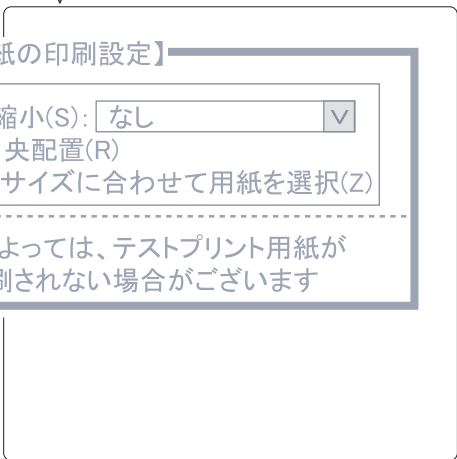 紙の印刷設定】
縮小(S): なし
央配置(R)
サイズに合わせて用紙を選択(Z)
よっては、テストプリント用紙が
刷されない場合がございます